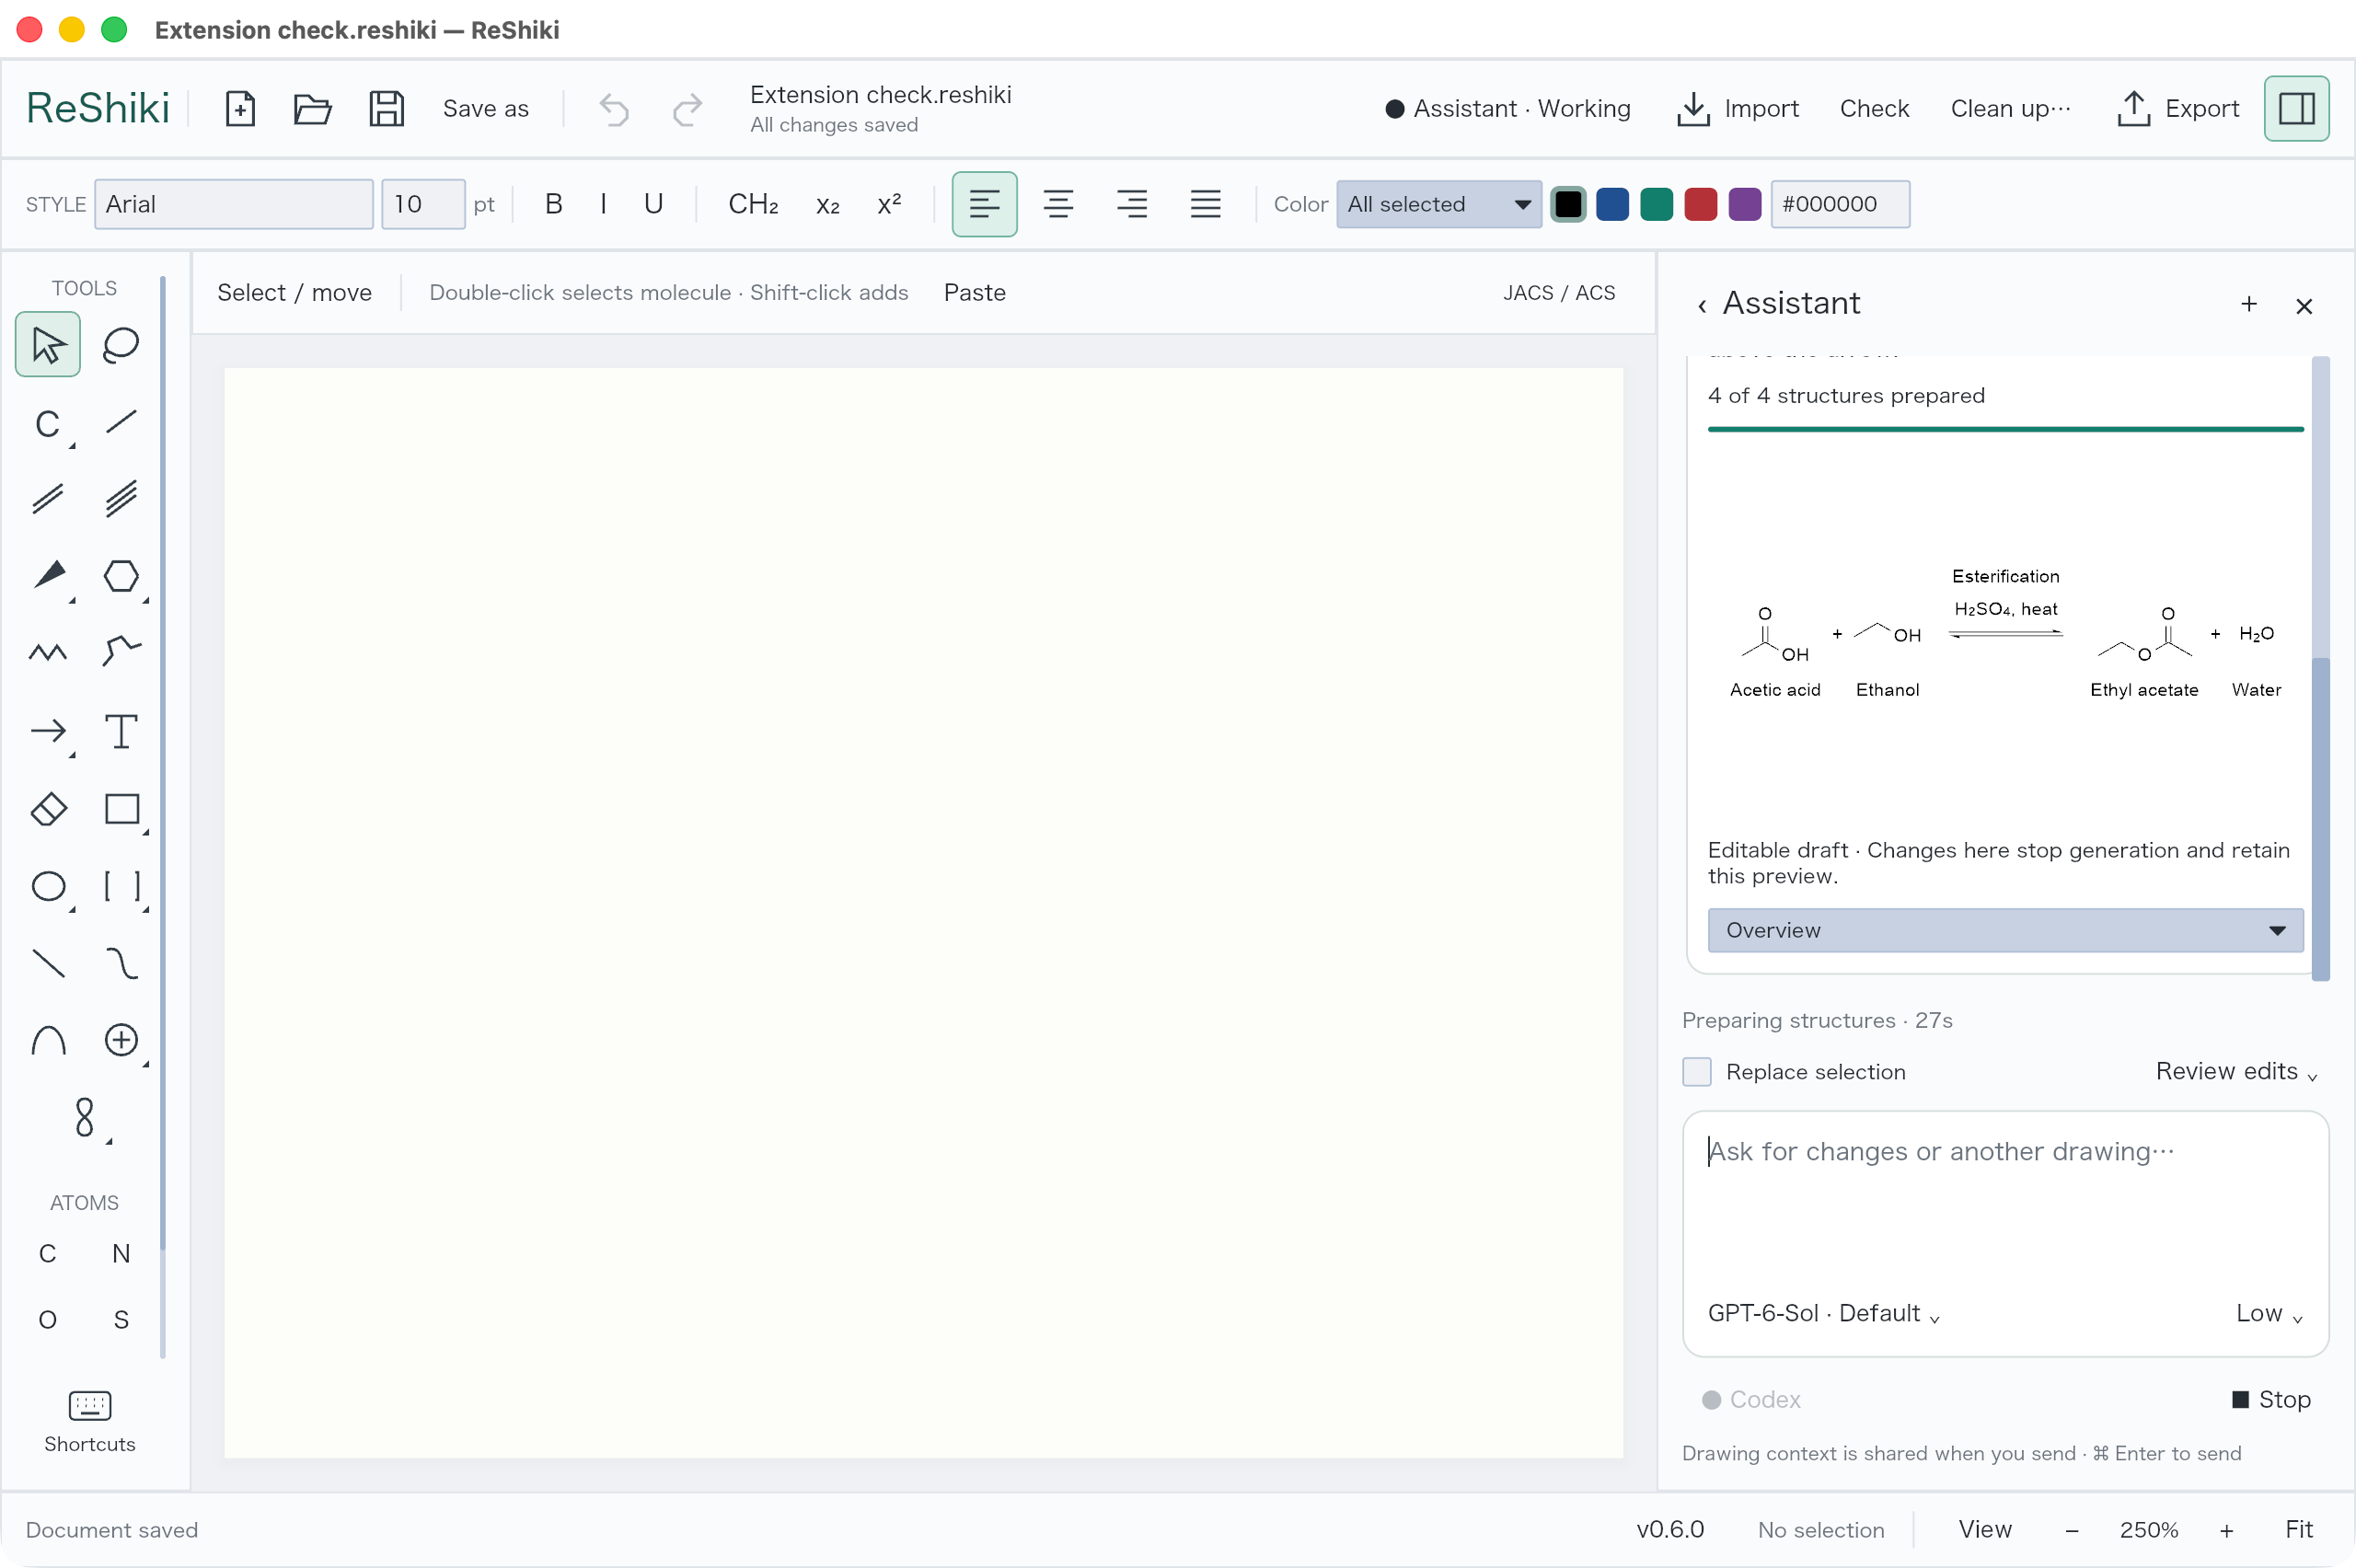 Extension check.reshiki — ReShiki
ReShiki
Save as
Extension check.reshiki
All changes saved
Assistant · Working
Import
Check
Clean up···
Export
STYLE
Arial
10
pt
B
I
U
CH₂
x₂
x²
Color
All selected
#000000
TOOLS
C
T
ATOMS
C N
O S
Shortcuts
Select / move
Double-click selects molecule · Shift-click adds
Paste
JACS / ACS
‹ Assistant
+ ×
4 of 4 structures prepared
Esterification
H₂SO₄, heat
O
OH
+
OH
O
O
+
H₂O
Acetic acid
Ethanol
Ethyl acetate
Water
Editable draft · Changes here stop generation and retain
this preview.
Overview
Preparing structures · 27s
Replace selection
Review edits
Ask for changes or another drawing···
GPT-6-Sol · Default
Low
Codex
Stop
Drawing context is shared when you send · ⌘ Enter to send
Document saved
v0.6.0
No selection
View
− 250% +
Fit